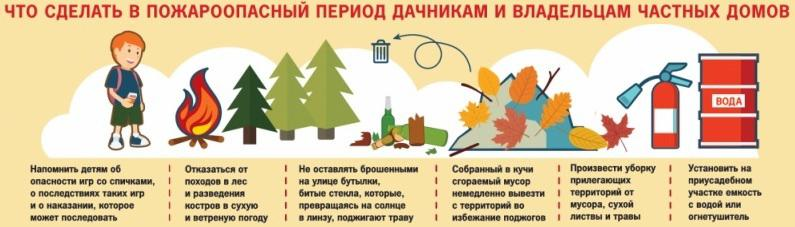 ЧТО СДЕЛАТЬ В ПОЖАРООПАСНЫЙ ПЕРИОД ДАЧНИКАМ И ВЛАДЕЛЬЦАМ ЧАСТНЫХ ДОМОВ
ВОДА
Напомнить детям об
опасности игр со спичками,
о последствиях таких игр
и о наказании, которое
может последовать
Отказаться от
походов в лес
и разведения
костров в сухую
и ветреную погоду
Не оставлять брошенными
на улице бутылки,
битые стекла, которые,
превращаясь на солнце
в линзу, поджигают траву
Собранный в кучи
сгораемый мусор
немедленно вывезти
с территорий во
избежание поджогов
Произвести уборку
прилегающих
территорий от
мусора, сухой
листвы и травы
Установить на
приусадебном
участке емкость
с водой или
огнетушитель